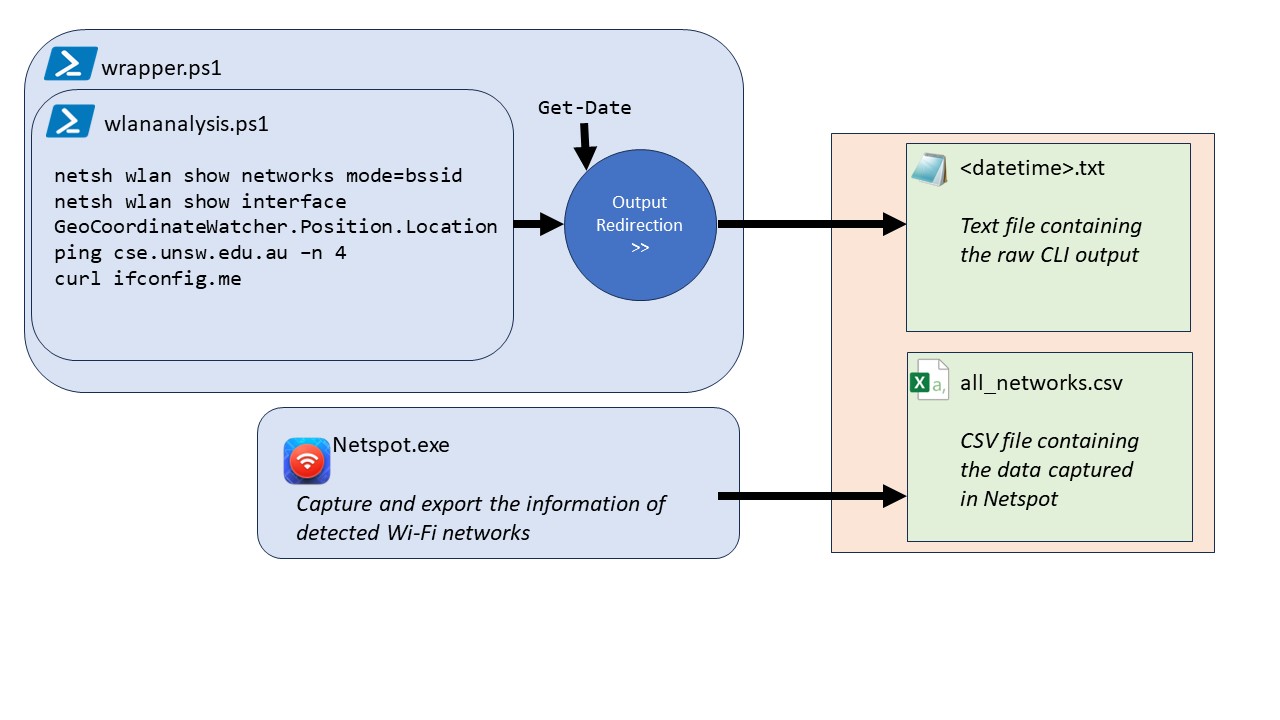 wrapper.ps1
wlananalysis.ps1
netsh wlan show networks mode=bssid
netsh wlan show interface
GeoCoordinateWatcher.Position.Location
ping cse.unsw.edu.au –n 4
curl ifconfig.me
Get-Date
Output
Redirection
>>
<datetime>.txt
Text file containing
the raw CLI output
all_networks.csv
CSV file containing
the data captured
in Netspot
Netspot.exe
Capture and export the information of
detected Wi-Fi networks